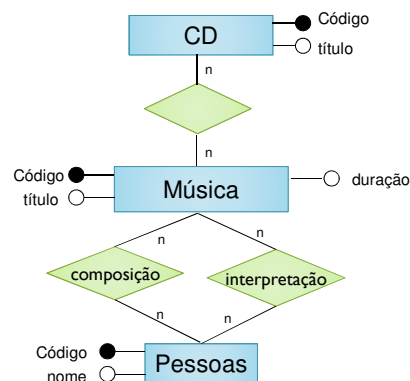 Código
CD
título
n
n
Código
Música
duração
título
n
n
composição
interpretação
n
n
Código
Pessoas
nome